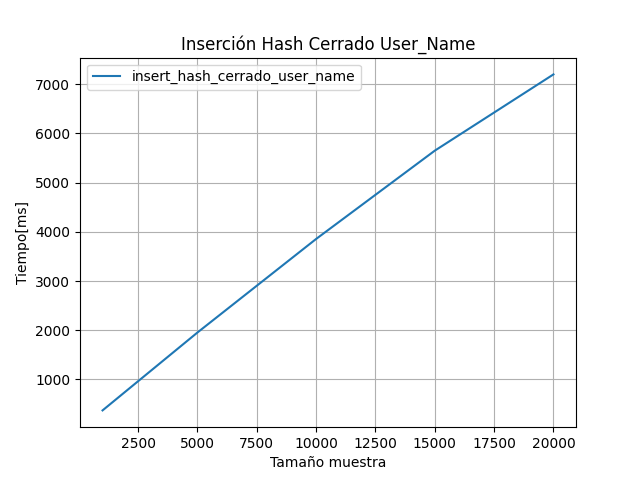 Inserción Hash Cerrado User_Name
insert_hash_cerrado_user_name
7000
6000
5000
4000
3000
2000
1000
Tiempo[ms]
2500 5000 7500 10000 12500 15000 17500 20000
Tamaño muestra